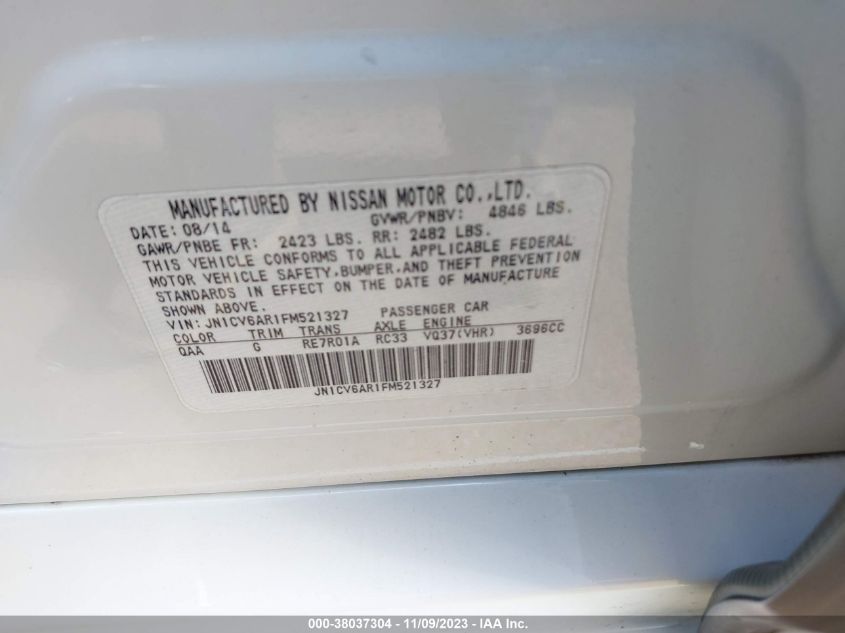 MANUFACTURED BY NISSAN MOTOR CO.,LTD.
DATE: 08/14 GVWR/PNBV: 4846 LBS.
GAWR/PNBE FR: 2423 LBS. RR: 2482 LBS.
THIS VEHICLE CONFORMS TO ALL APPLICABLE FEDERAL
MOTOR VEHICLE SAFETY,BUMPER,AND THEFT PREVENTION
STANDARDS IN EFFECT ON THE DATE OF MANUFACTURE
SHOWN ABOVE.
VIN: JN1CV6AR1FM521327 PASSENGER CAR
COLOR TRIM TRANS AXLE ENGINE
QAA G RE7R01A RC33 VQ37(VHR) 3696CC
JN1CV6AR1FM521327
000-38037304 - 11/09/2023 - IAA Inc.